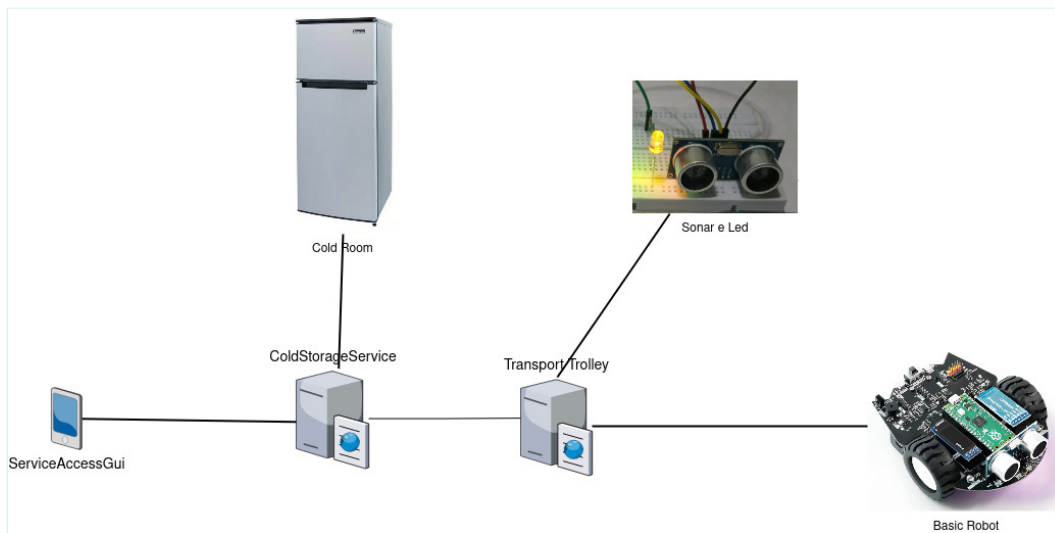 Cold Room
Sonar e Led
ColdStorageService
Transport Trolley
ServiceAccessGui
Basic Robot